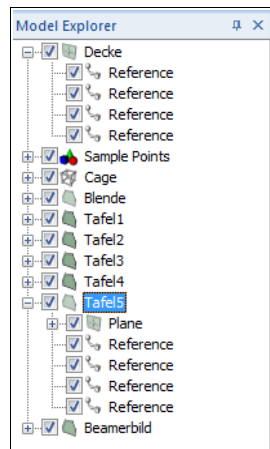 Model Explorer
Decke
Reference
Reference
Reference
Reference
Sample Points
Cage
Blende
Tafel1
Tafel2
Tafel3
Tafel4
Tafel5
Plane
Reference
Reference
Reference
Reference
Beamerbild